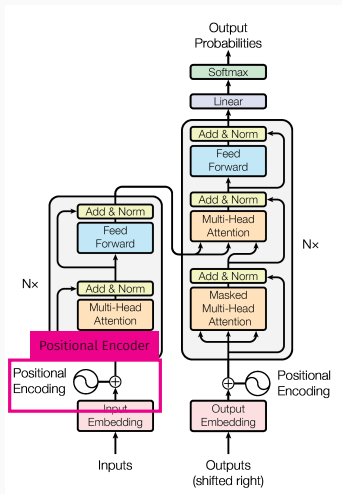 Output
Probabilities
Softmax
Linear
Add & Norm
Feed
Forward
Add & Norm
Multi-Head
Attention
Add & Norm
Masked
Multi-Head
Attention
Nx
Add & Norm
Feed
Forward
Nx
Add & Norm
Multi-Head
Attention
Positional Encoder
Positional
Encoding
Positional
Encoding
Input
Embedding
Output
Embedding
Inputs
Outputs
(shifted right)